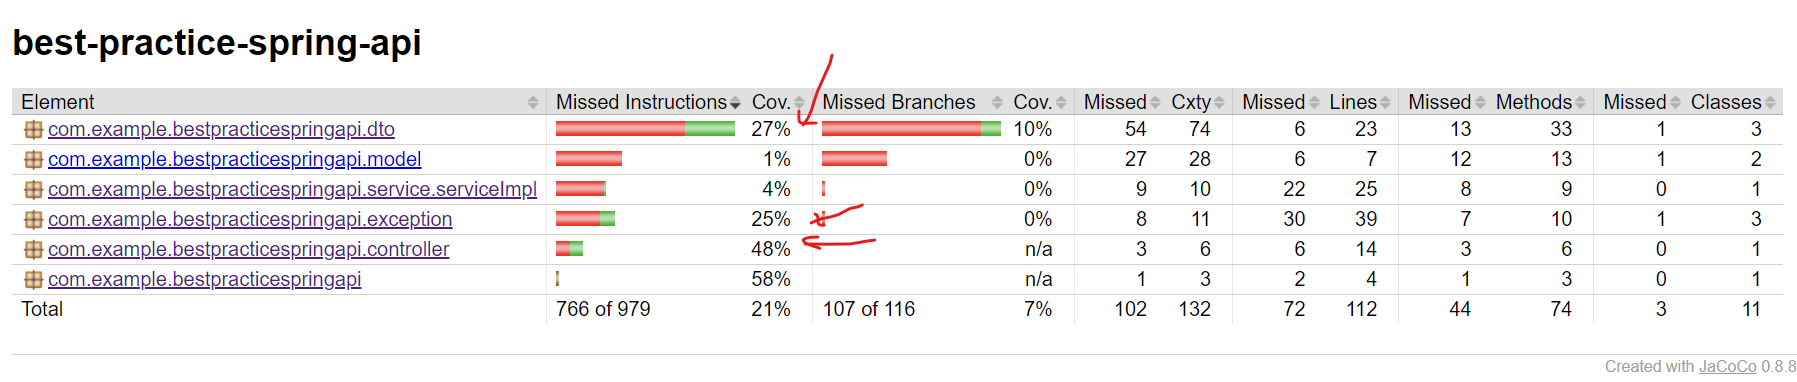 best-practice-spring-api
Element Missed Instructions Cov. Missed Branches Cov. Missed Cxty Missed Lines Missed Methods Missed Classes
com.example.bestpracticespringapi.dto 27% 10% 54 74 6 23 13 33 1 3
com.example.bestpracticespringapi.model 1% 0% 27 28 6 7 12 13 1 2
com.example.bestpracticespringapi.service.serviceImpl 4% 0% 9 10 22 25 8 9 0 1
com.example.bestpracticespringapi.exception 25% 0% 8 11 30 39 7 10 1 3
com.example.bestpracticespringapi.controller 48% n/a 3 6 6 14 3 6 0 1
com.example.bestpracticespringapi 58% n/a 1 3 2 4 1 3 0 1
Total 766 of 979 21% 107 of 116 7% 102 132 72 112 44 74 3 11
Created with JaCoCo 0.8.8